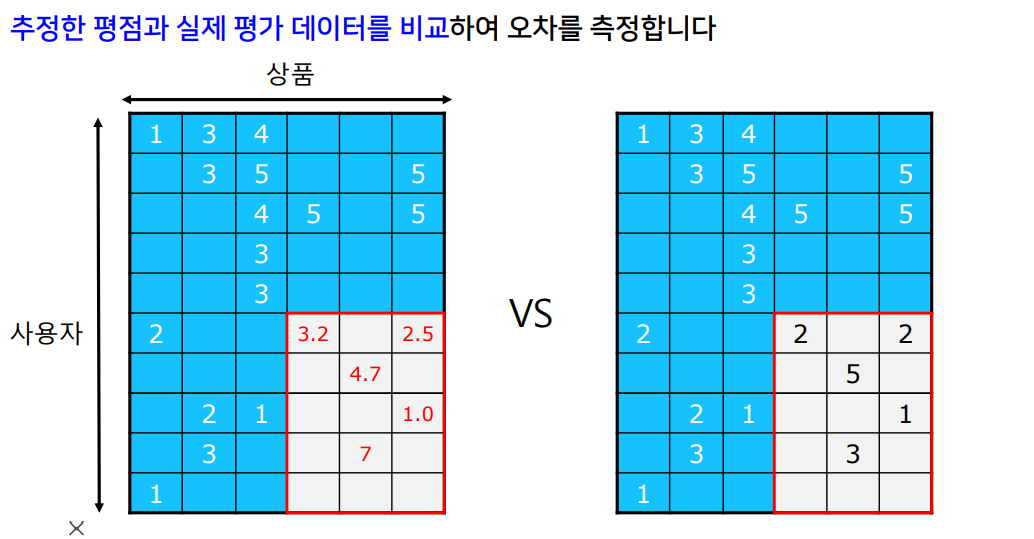 추정한 평점과 실제 평가 데이터를 비교하여 오차를 측정합니다
상품
1 3 4 1 3 4
3 5 5 3 5 5
4 5 5 4 5 5
3 3
3 VS 3
사용자 2 3.2 2.5 2 2 2
4.7 5
2 1 1.0 2 1 1
3 7 3 3
1 1